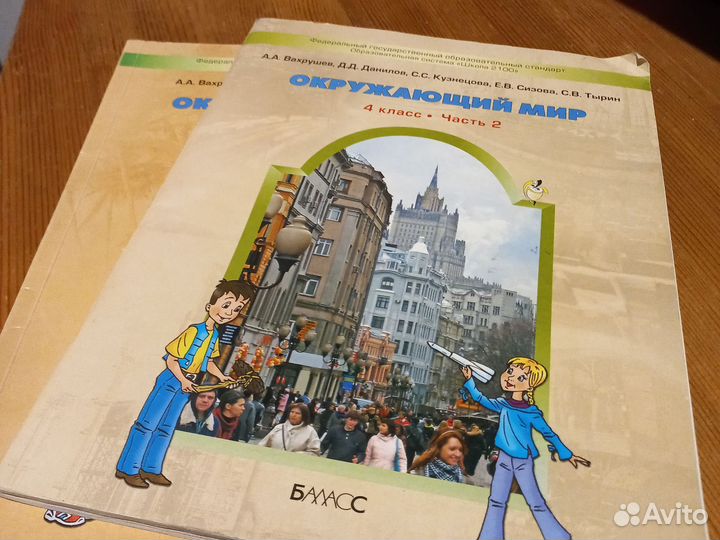 Федеральный государственный образовательный стандарт
Образовательная система «Школа 2100»
А.А. Вахрушев, Д.Д. Данилов, С.С. Кузнецова, Е.В. Сизова, С.В. Тырин
ОКРУЖАЮЩИЙ МИР
4 класс • Часть 2
БАЛАСС
А.А.
ОК
Avito